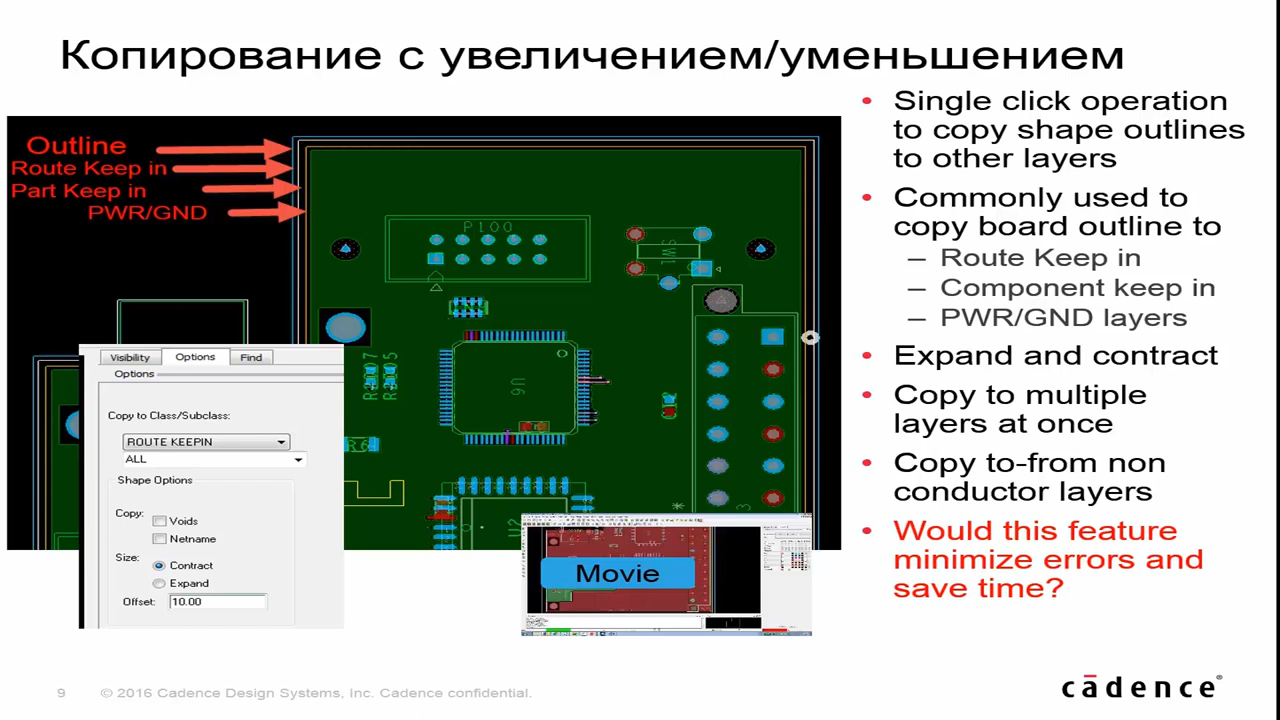 Копирование с увеличением/уменьшением
Outline
Route Keep in
Part Keep in
PWR/GND
P100
SW1
U6
R6
U2
3
Visibility
Options
Find
Options
Copy to Class/Subclass:
ROUTE KEEPIN
ALL
Shape Options
Copy:
Voids
Netname
Size:
Contract
Expand
Offset:
10.00
Movie
• Single click operation
to copy shape outlines
to other layers
• Commonly used to
copy board outline to
– Route Keep in
– Component keep in
– PWR/GND layers
• Expand and contract
• Copy to multiple
layers at once
• Copy to-from non
conductor layers
• Would this feature
minimize errors and
save time?
9
© 2016 Cadence Design Systems, Inc. Cadence confidential.
cādence®